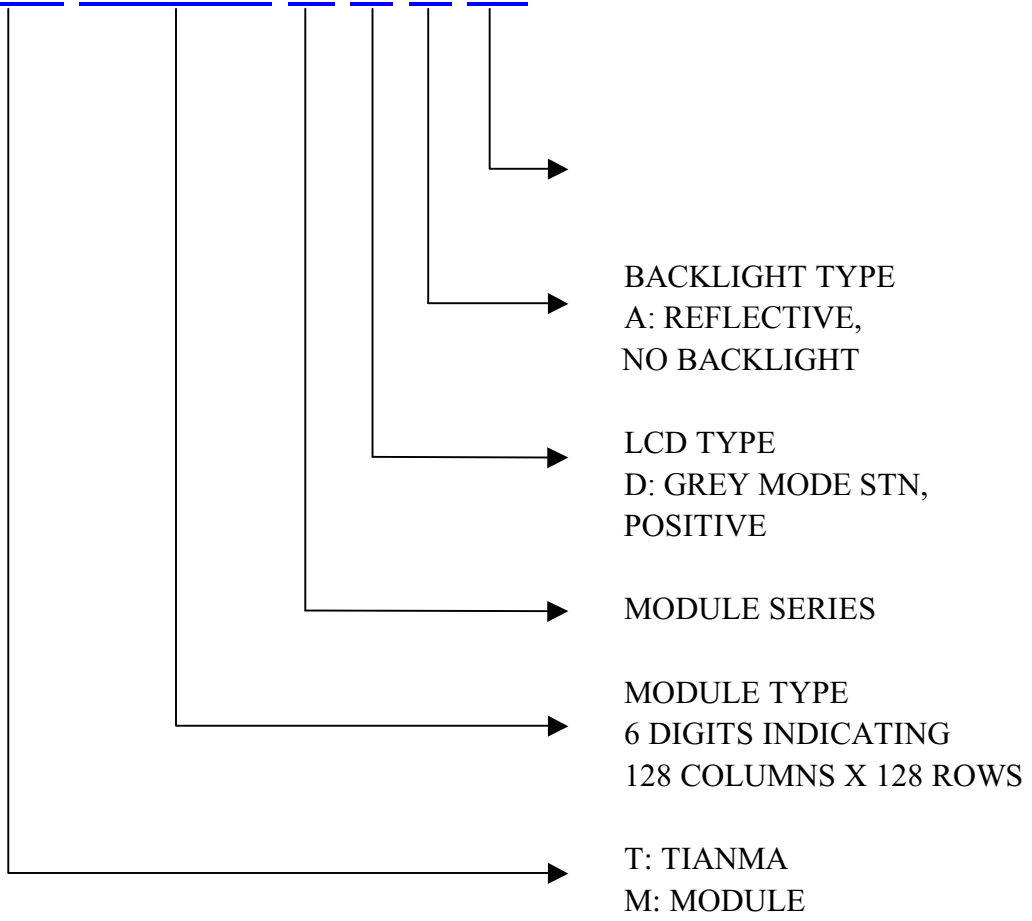 BACKLIGHT TYPE
A: REFLECTIVE,
NO BACKLIGHT
LCD TYPE
D: GREY MODE STN,
POSITIVE
MODULE SERIES
MODULE TYPE
6 DIGITS INDICATING
128 COLUMNS X 128 ROWS
T: TIANMA
M: MODULE